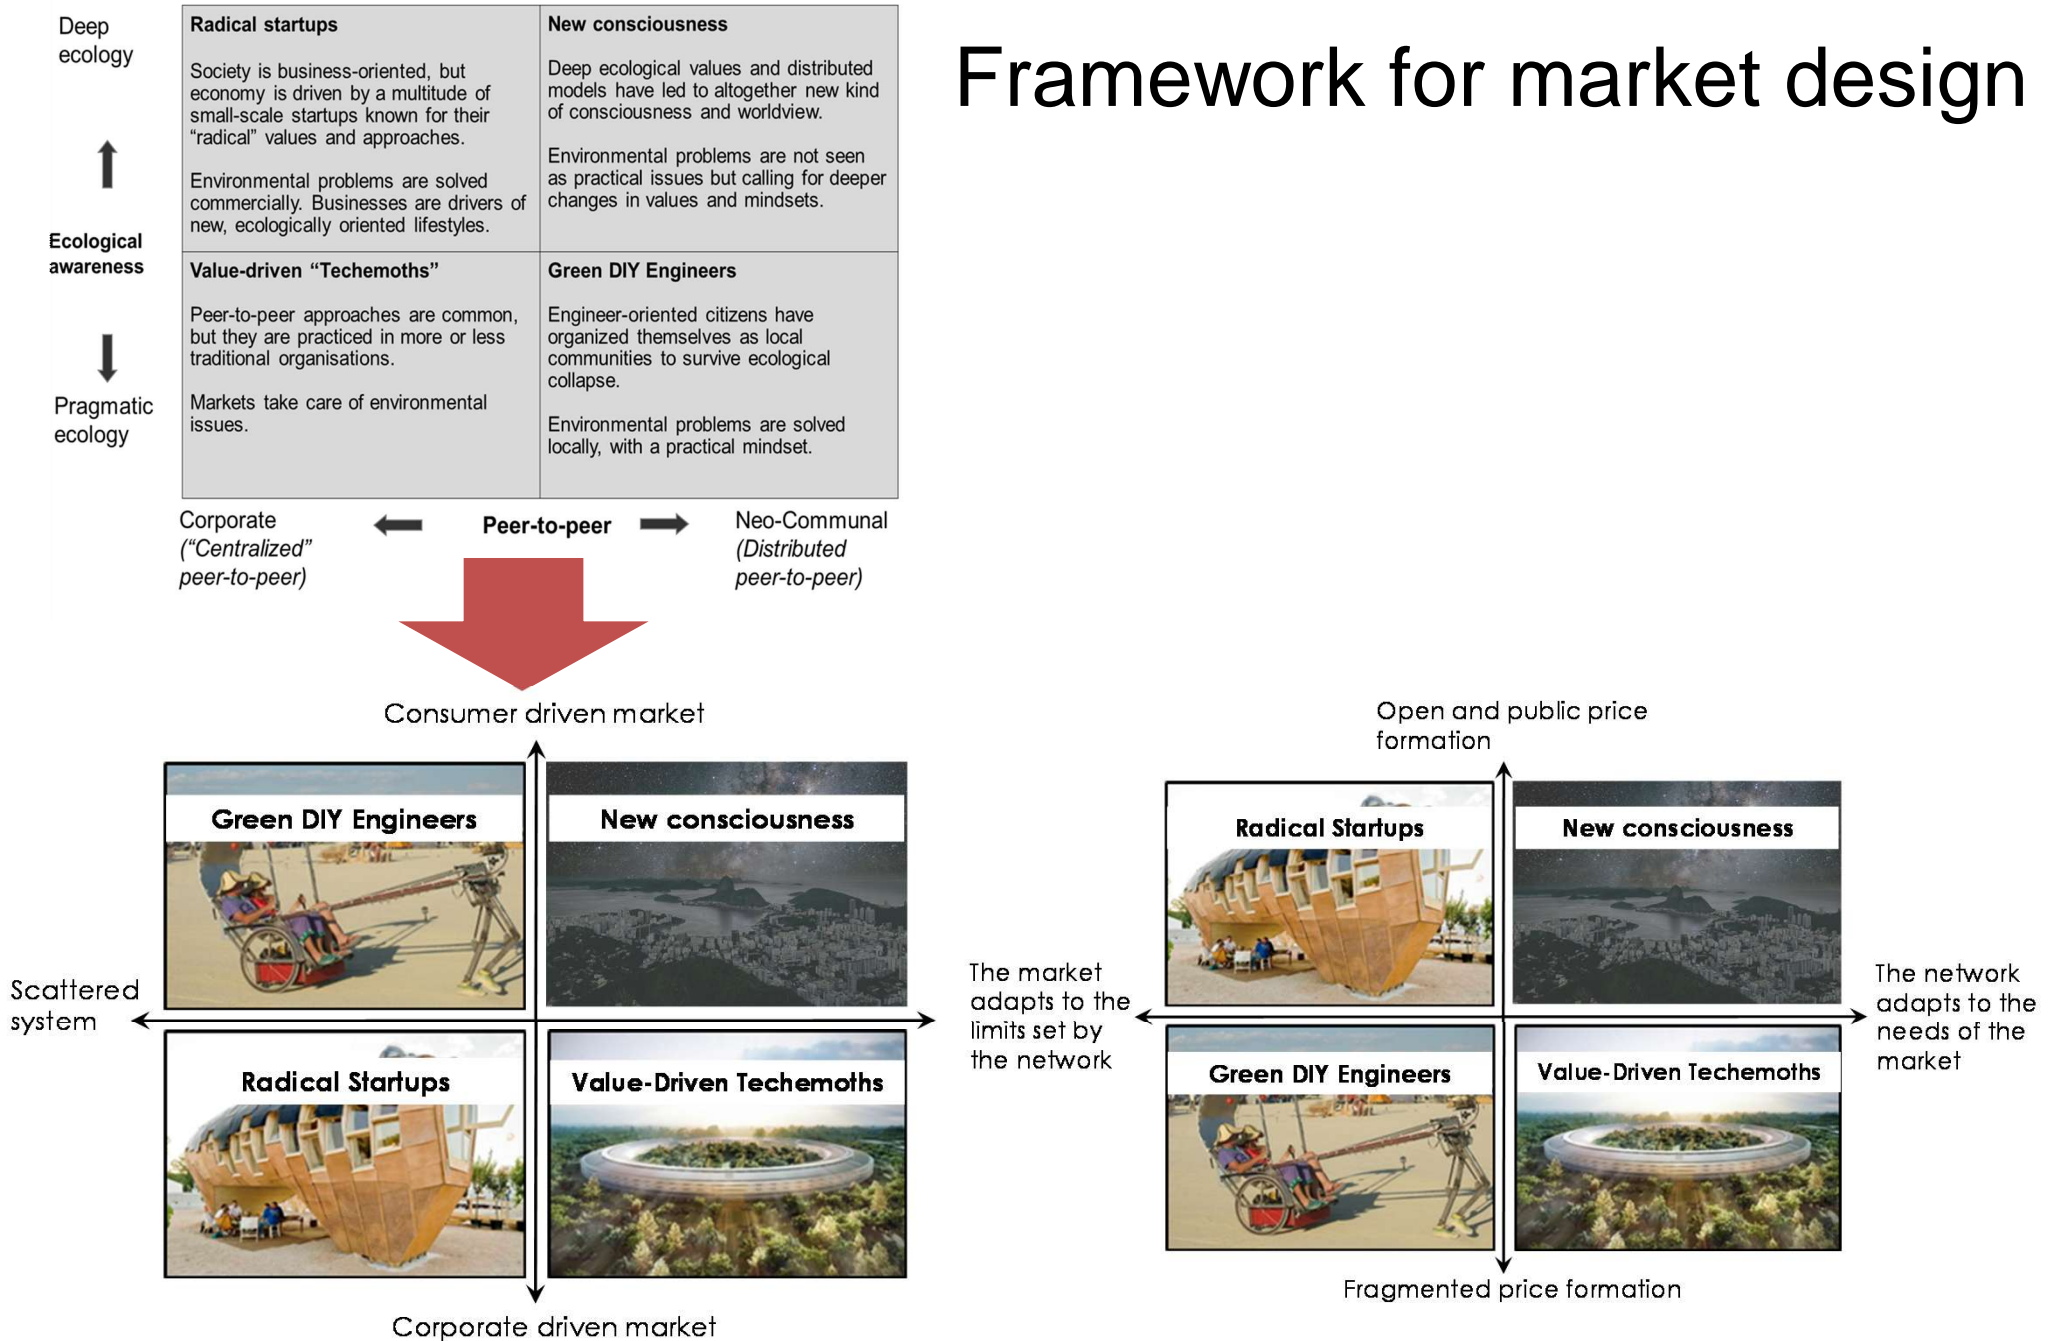 Framework for market design
Deep
ecology
Ecological
awareness
Pragmatic
ecology
Radical startups
Society is business-oriented, but
economy is driven by a multitude of
small-scale startups known for their
“radical” values and approaches.
Environmental problems are solved
commercially. Businesses are drivers of
new, ecologically oriented lifestyles.
New consciousness
Deep ecological values and distributed
models have led to altogether new kind
of consciousness and worldview.
Environmental problems are not seen
as practical issues but calling for deeper
changes in values and mindsets.
Value-driven “Techemoths”
Peer-to-peer approaches are common,
but they are practiced in more or less
traditional organisations.
Markets take care of environmental
issues.
Green DIY Engineers
Engineer-oriented citizens have
organized themselves as local
communities to survive ecological
collapse.
Environmental problems are solved
locally, with a practical mindset.
Corporate
(“Centralized”
peer-to-peer)
Peer-to-peer
Neo-Communal
(Distributed
peer-to-peer)
Consumer driven market
Green DIY Engineers
New consciousness
Scattered
system
Radical Startups
Value-Driven Techemoths
Corporate driven market
Open and public price
formation
Radical Startups
New consciousness
The market
adapts to the
limits set by
the network
The network
adapts to the
needs of the
market
Green DIY Engineers
Value-Driven Techemoths
Fragmented price formation